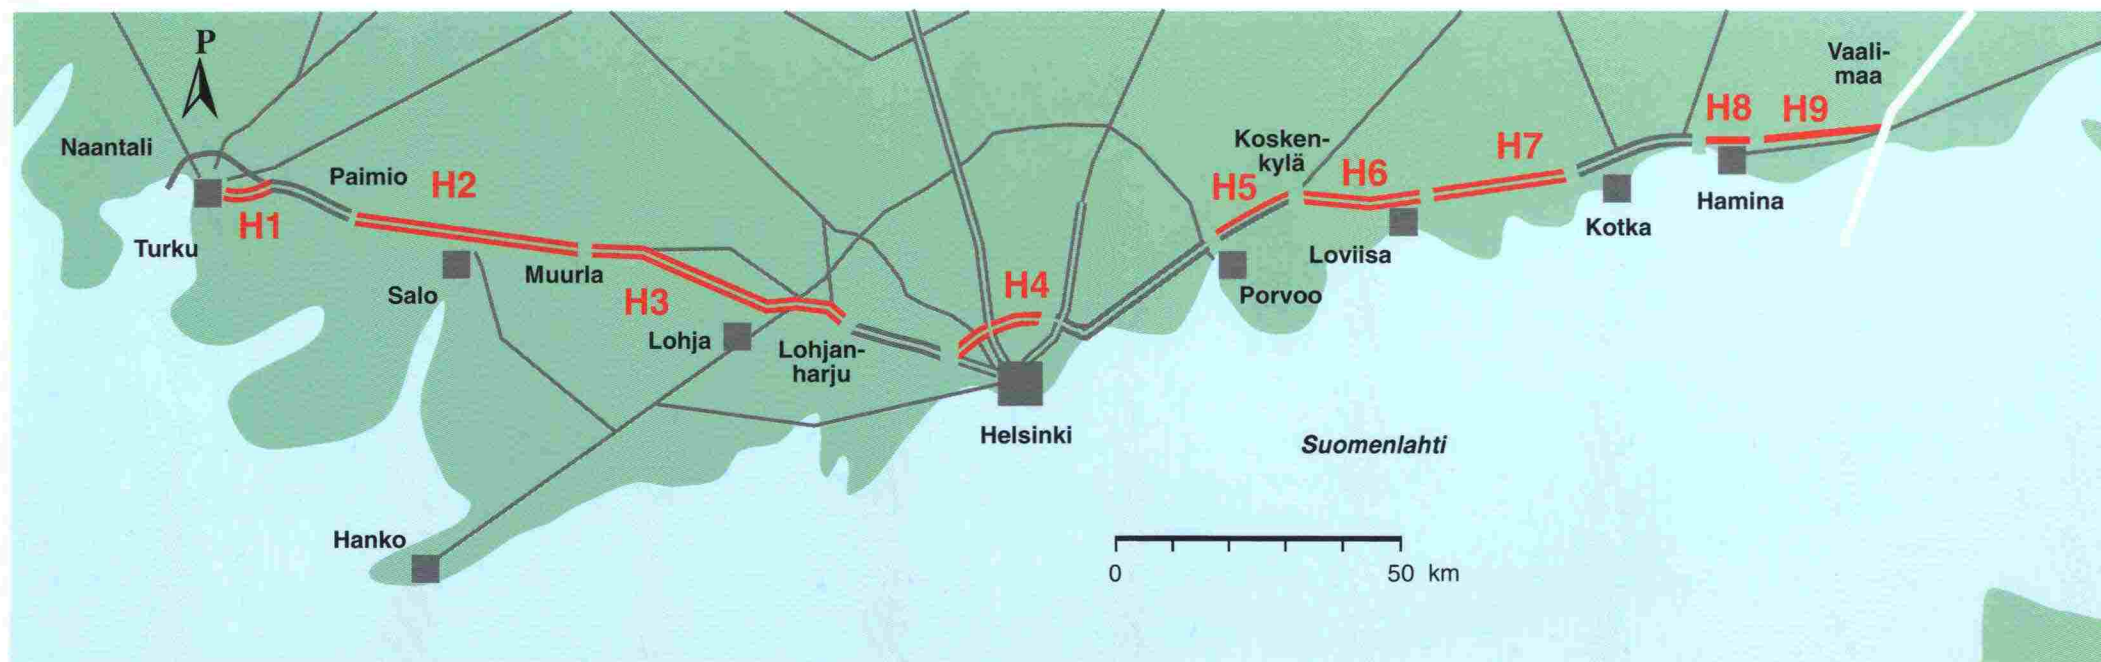 P
Naantali
Turku
H1
Paimio
H2
Salo
Muurla
H3
Lohja
Lohjan-
harju
Hanko
H4
Helsinki
Kosken-
kylä
H5
Porvoo
H6
Loviisa
H7
Kotka
H8
Hamina
H9
Vaali-
maa
Suomenlahti
0 50 km